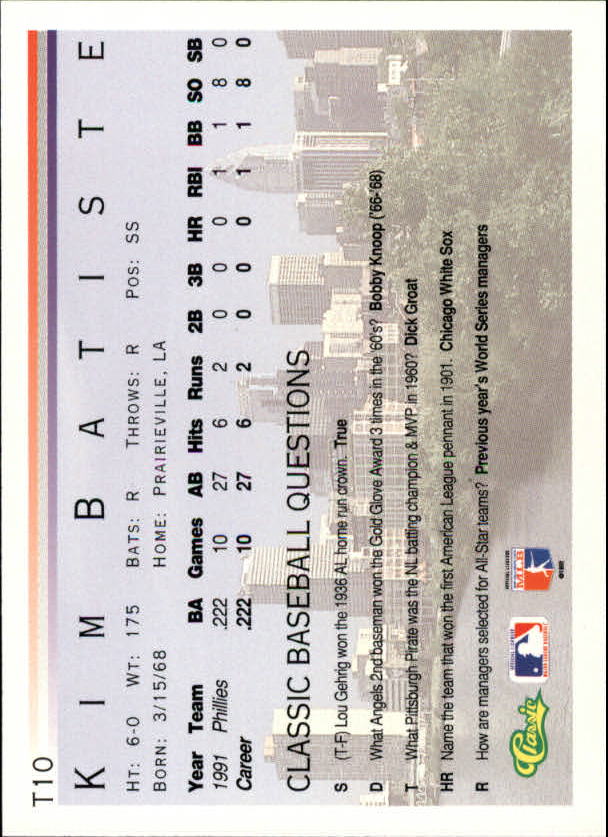 T10
KIM BATISTE
HT: 6-0 WT: 175 BATS: R THROWS: R POS: SS
BORN: 3/15/68 HOME: PRAIRIEVILLE, LA
Year Team BA Games AB Hits Runs 2B 3B HR RBI BB SO SB
1991 Phillies .222 10 27 6 2 0 0 0 1 1 8 0
Career .222 10 27 6 2 0 0 0 1 1 8 0
CLASSIC BASEBALL QUESTIONS
S (T-F) Lou Gehrig won the 1936 AL home run crown. True
D What Angels 2nd baseman won the Gold Glove Award 3 times in the '60's? Bobby Knoop ('66-'68)
T What Pittsburgh Pirate was the NL batting champion & MVP in 1960? Dick Groat
HR Name the team that won the first American League pennant in 1901. Chicago White Sox
R How are managers selected for All-Star teams? Previous year's World Series managers
Classic